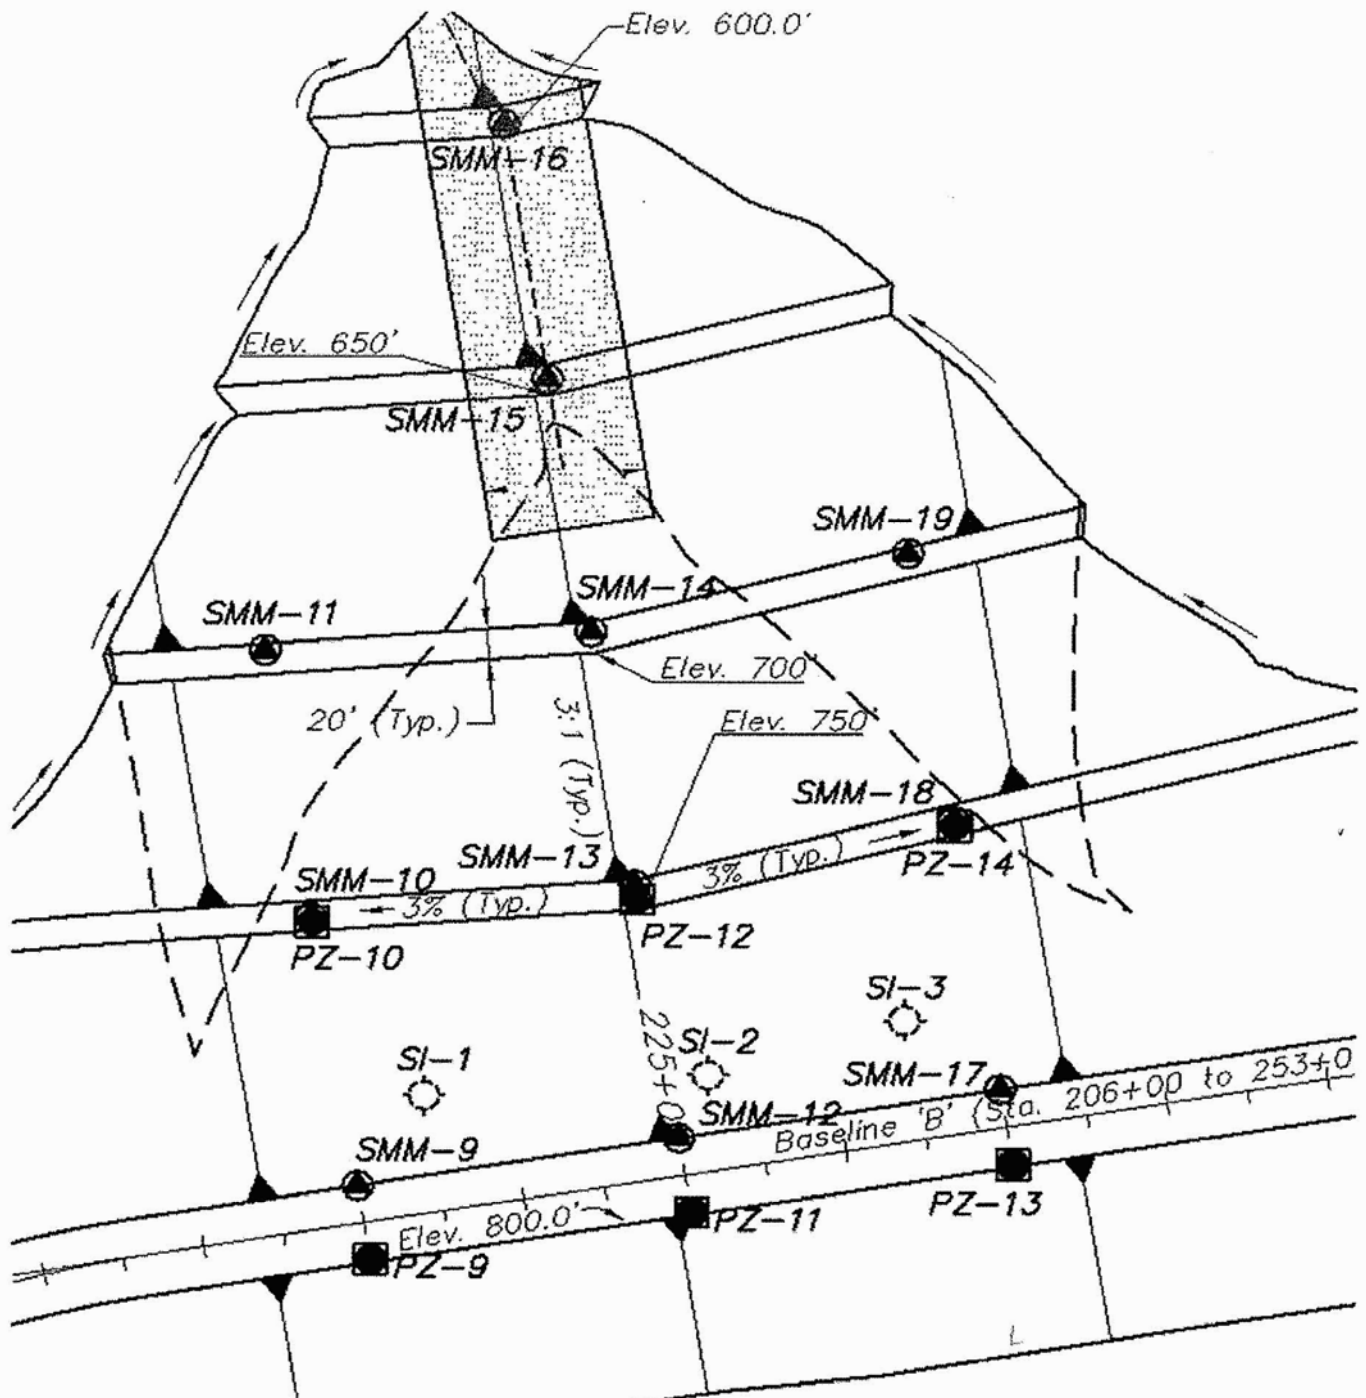 Elev. 600.0'
SMM-16
Elev. 650'
SMM-15
SMM-19
SMM-14
SMM-11
Elev. 700'
20' (Typ.)
3:1 (Typ.)
Elev. 750'
SMM-18
SMM-13
SMM-10
3% (Typ.)
3% (Typ.)
PZ-14
PZ-12
PZ-10
SI-3
225+0
SI-2
SI-1
SMM-17
SMM-12
Baseline 'B' (Sta. 206+00 to 253+0
SMM-9
PZ-13
PZ-11
Elev. 800.0'
PZ-9
L